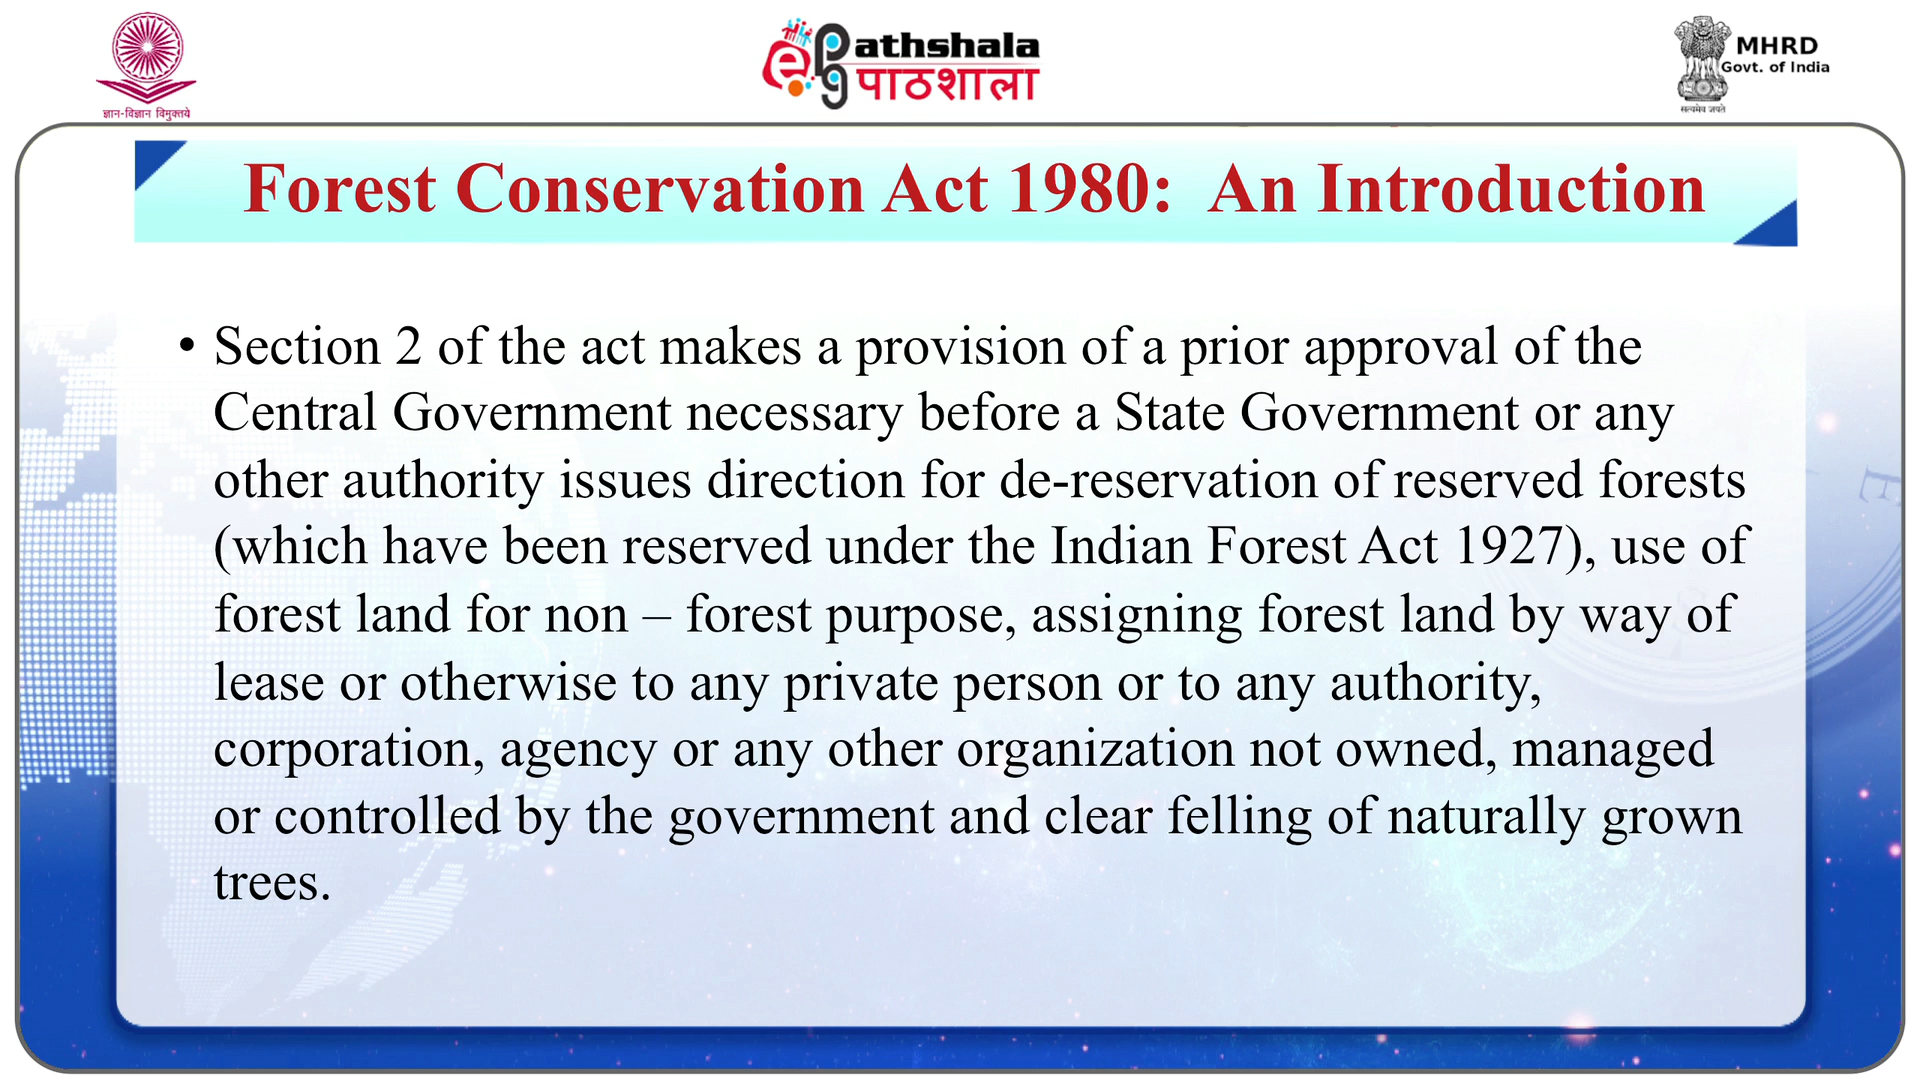 ज्ञान-विज्ञान विमुक्तये
e Pg Pathshala
पाठशाला
MHRD
Govt. of India
सत्यमेव जयते
Forest Conservation Act 1980: An Introduction
• Section 2 of the act makes a provision of a prior approval of the
Central Government necessary before a State Government or any
other authority issues direction for de-reservation of reserved forests
(which have been reserved under the Indian Forest Act 1927), use of
forest land for non – forest purpose, assigning forest land by way of
lease or otherwise to any private person or to any authority,
corporation, agency or any other organization not owned, managed
or controlled by the government and clear felling of naturally grown
trees.